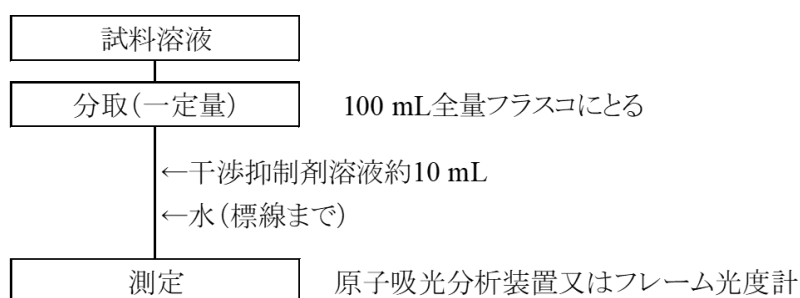 試料溶液
分取(一定量) 100 mL全量フラスコにとる
←干渉抑制剤溶液約10 mL
←水(標線まで)
測定 原子吸光分析装置又はフレーム光度計